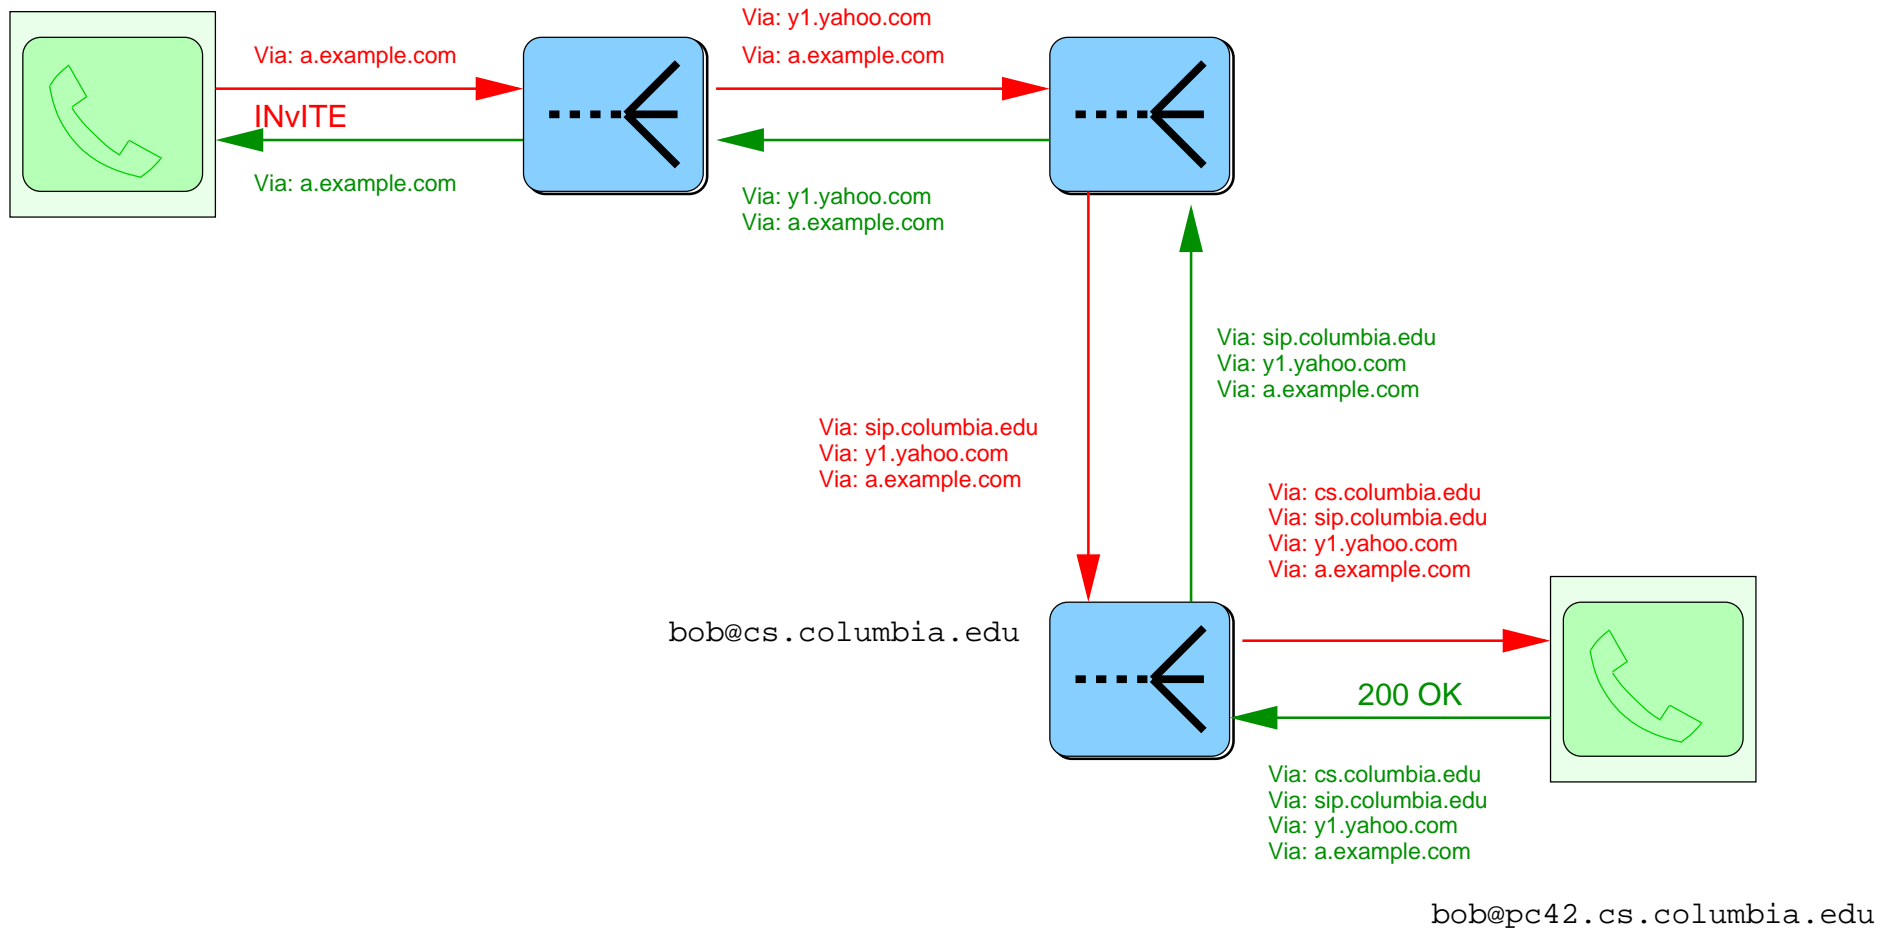 Via: y1.yahoo.com
Via: a.example.com
Via: a.example.com
INvITE
Via: a.example.com
Via: y1.yahoo.com
Via: a.example.com
Via: sip.columbia.edu
Via: y1.yahoo.com
Via: a.example.com
Via: sip.columbia.edu
Via: y1.yahoo.com
Via: a.example.com
Via: cs.columbia.edu
Via: sip.columbia.edu
Via: y1.yahoo.com
Via: a.example.com
bob@cs.columbia.edu
200 OK
Via: cs.columbia.edu
Via: sip.columbia.edu
Via: y1.yahoo.com
Via: a.example.com
bob@pc42.cs.columbia.edu